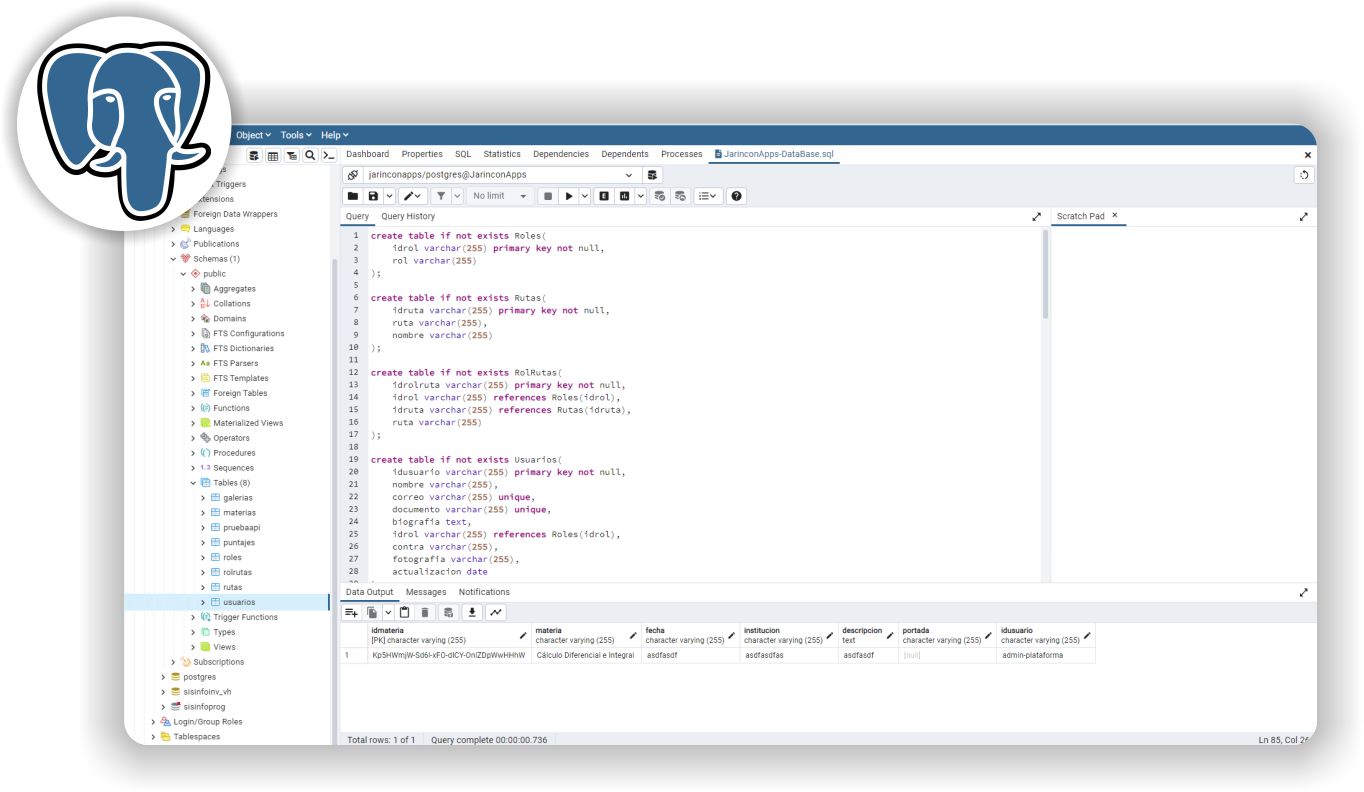 Object Tools Help
Dashboard Properties SQL Statistics Dependencies Dependents Processes JarinconApps-DataBase.sql
jarinconapps/postgres@JarinconApps
No limit
Query Query History
Scratch Pad
Triggers
Foreign Data Wrappers
Languages
Publications
Schemas (1)
public
Aggregates
Collations
Domains
FTS Configurations
FTS Dictionaries
FTS Parsers
FTS Templates
Foreign Tables
Functions
Materialized Views
Operators
Procedures
1..3 Sequences
Tables (8)
galerias
materias
pruebaapi
puntajes
roles
rolrutas
rutas
usuarios
Trigger Functions
Types
Views
Subscriptions
postgres
sisinfoinv_vh
sisinfoprog
Login/Group Roles
Tablespaces
1 create table if not exists Roles(
2 idrol varchar(255) primary key not null,
3 rol varchar(255)
4 );
5
6 create table if not exists Rutas(
7 idruta varchar(255) primary key not null,
8 ruta varchar(255),
9 nombre varchar(255)
10 );
11
12 create table if not exists RolRutas(
13 idrolruta varchar(255) primary key not null,
14 idrol varchar(255) references Roles(idrol),
15 idruta varchar(255) references Rutas(idruta),
16 ruta varchar(255)
17 );
18
19 create table if not exists Usuarios(
20 idusuario varchar(255) primary key not null,
21 nombre varchar(255),
22 correo varchar(255) unique,
23 documento varchar(255) unique,
24 biografia text,
25 idrol varchar(255) references Roles(idrol),
26 contra varchar(255),
27 fotografia varchar(255),
28 actualizacion date
Data Output Messages Notifications
idmateria materia fecha institucion descripcion portada idusuario
[PK] character varying (255) character varying (255) character varying (255) character varying (255) text character varying (255) character varying (255)
1 Cálculo Diferencial e Integral asdfasdf asdfasdfas asdfasdf [null] admin-plataforma
Total rows: 1 of 1 Query complete 00:00:00.736 Ln 85, Col